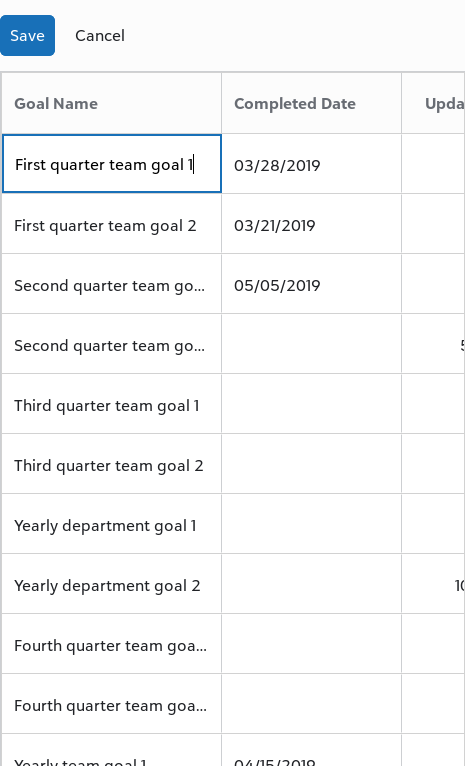 Save Cancel
Goal Name Completed Date Upda
First quarter team goal 1 03/28/2019
First quarter team goal 2 03/21/2019
Second quarter team go... 05/05/2019
Second quarter team go...
Third quarter team goal 1
Third quarter team goal 2
Yearly department goal 1
Yearly department goal 2 10
Fourth quarter team goa...
Fourth quarter team goa...
Yearly team goal 1 04/15/2019